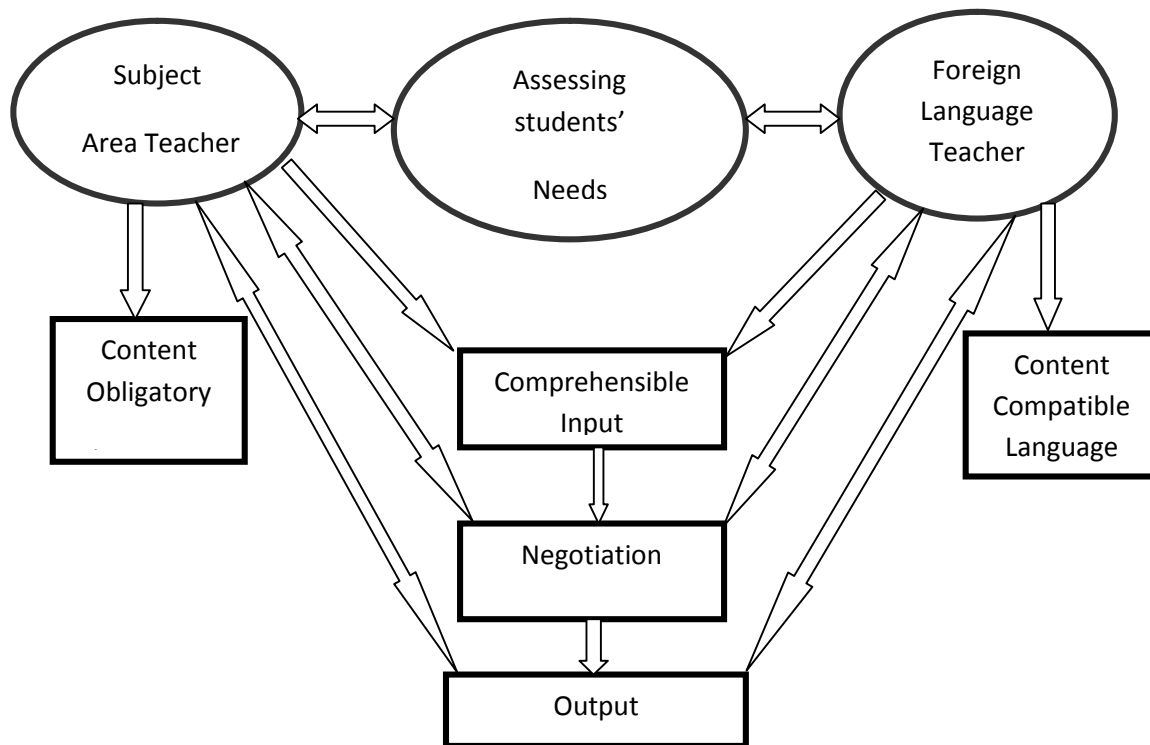 Subject
Area Teacher
Assessing
students’
Needs
Foreign
Language
Teacher
Content
Obligatory
Comprehensible
Input
Content
Compatible
Language
Negotiation
Output